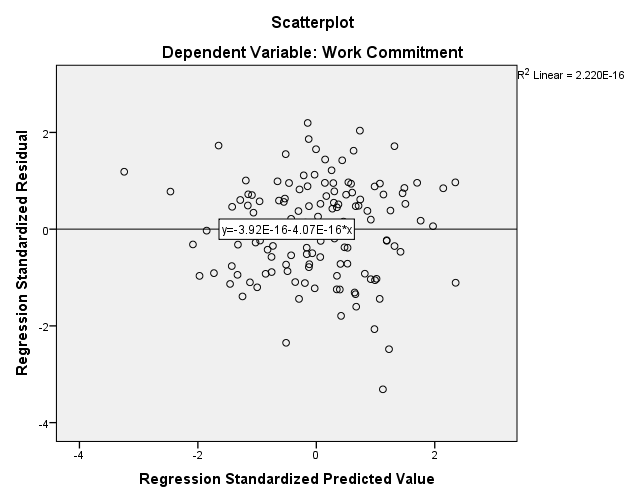 Scatterplot
Dependent Variable: Work Commitment
R2 Linear = 2.220E-16
Regression Standardized Residual
2
0
-2
-4
y=-3.92E-16-4.07E-16*x
-4
-2
0
2
Regression Standardized Predicted Value